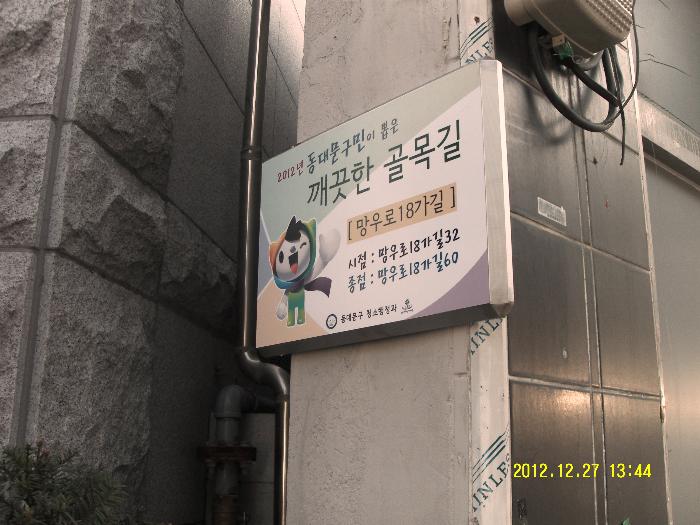 2012년 동대문구민이 뽑은
깨끗한 골목길
[ 망우로18가길 ]
시점 : 망우로18가길32
종점 : 망우로18가길60
동대문구 청소행정과
INLES
INLE
INLES
2012.12.27 13:44